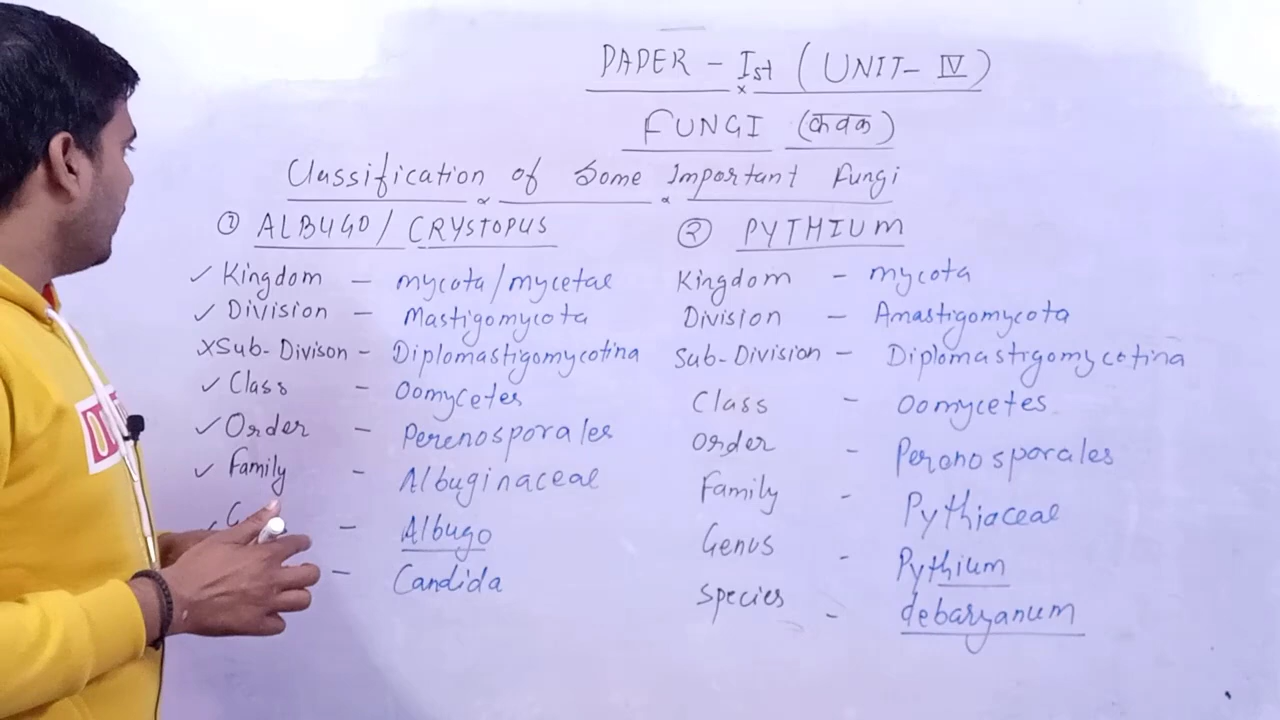 PAPER - Ist (UNIT- IV)
FUNGI (कवक)
Classification of Some Important Fungi
① ALBUGO/CRYSTOPUS
✓ Kingdom - mycota/mycetae
✓ Division - Mastigomycota
X Sub-Divison - Diplomastigomycotina
✓ Class - Oomycetes
✓ Order - Perenosporales
✓ Family - Albuginaceae
- Albugo
- Candida
② PYTHIUM
Kingdom - mycota
Division - Amastigomycota
Sub-Division - Diplomastigomycotina
Class - Oomycetes
Order - Peronosporales
Family - Pythiaceae
Genus - Pythium
Species - debaryanum